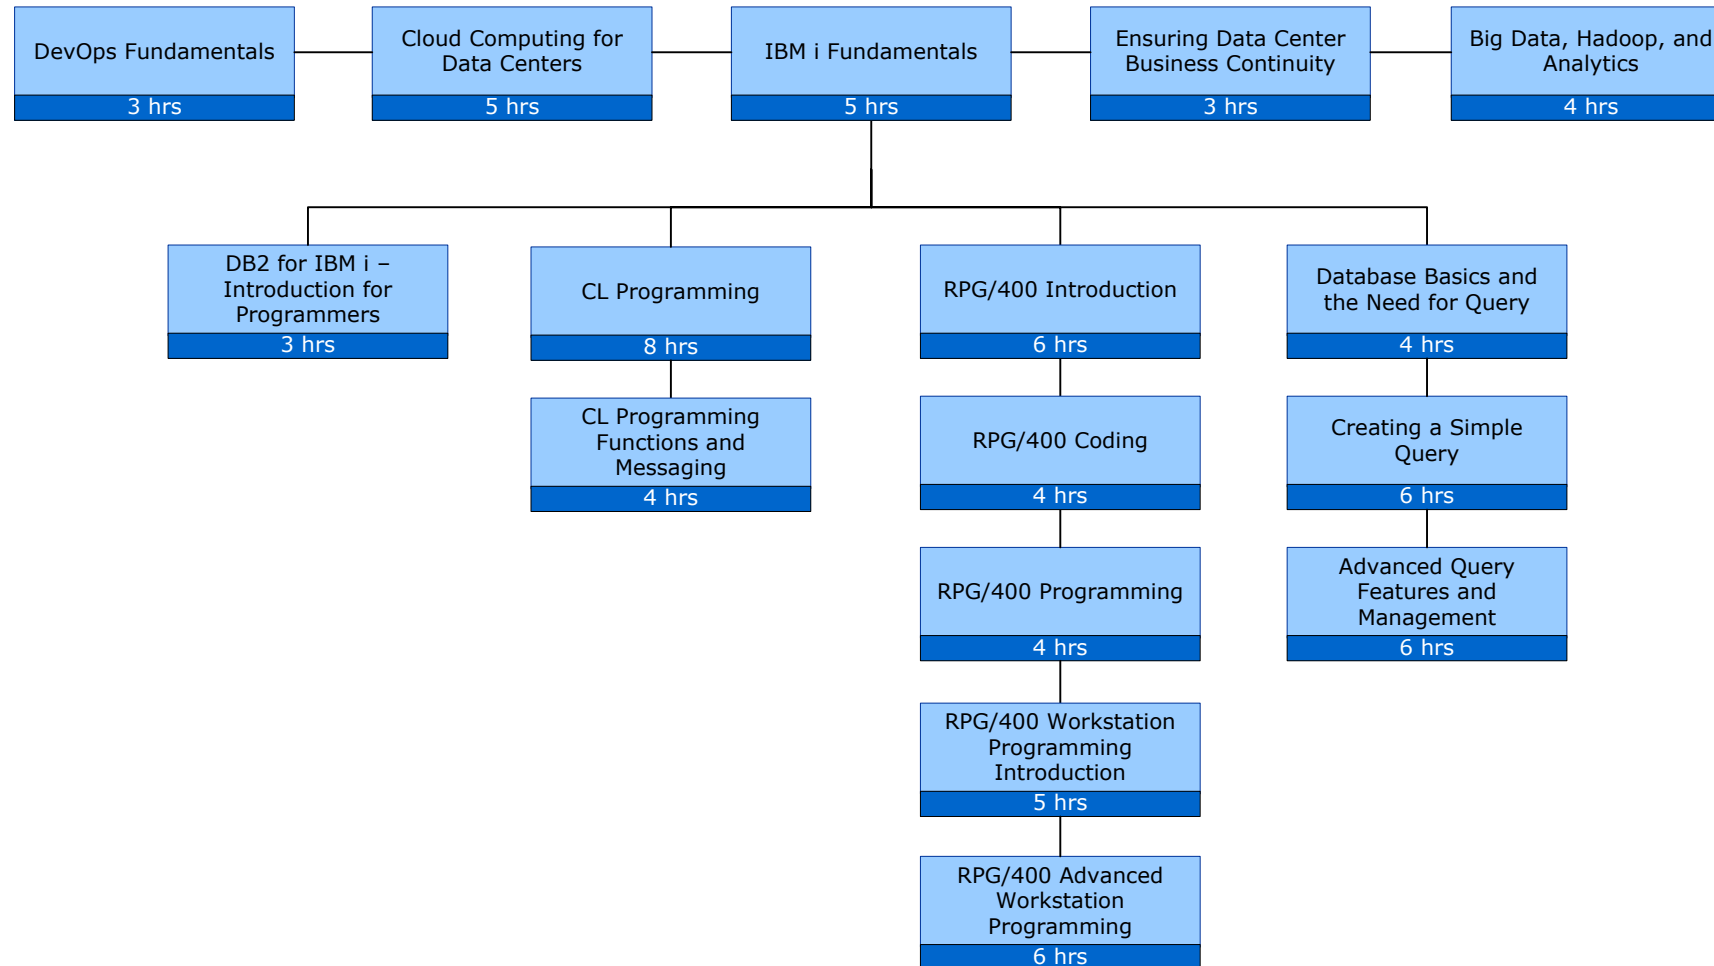 DevOps Fundamentals
3 hrs
Cloud Computing for
Data Centers
5 hrs
IBM i Fundamentals
5 hrs
Ensuring Data Center
Business Continuity
3 hrs
Big Data, Hadoop, and
Analytics
4 hrs
DB2 for IBM i –
Introduction for
Programmers
3 hrs
CL Programming
8 hrs
RPG/400 Introduction
6 hrs
Database Basics and
the Need for Query
4 hrs
CL Programming
Functions and
Messaging
4 hrs
RPG/400 Coding
4 hrs
Creating a Simple
Query
6 hrs
RPG/400 Programming
4 hrs
Advanced Query
Features and
Management
6 hrs
RPG/400 Workstation
Programming
Introduction
5 hrs
RPG/400 Advanced
Workstation
Programming
6 hrs